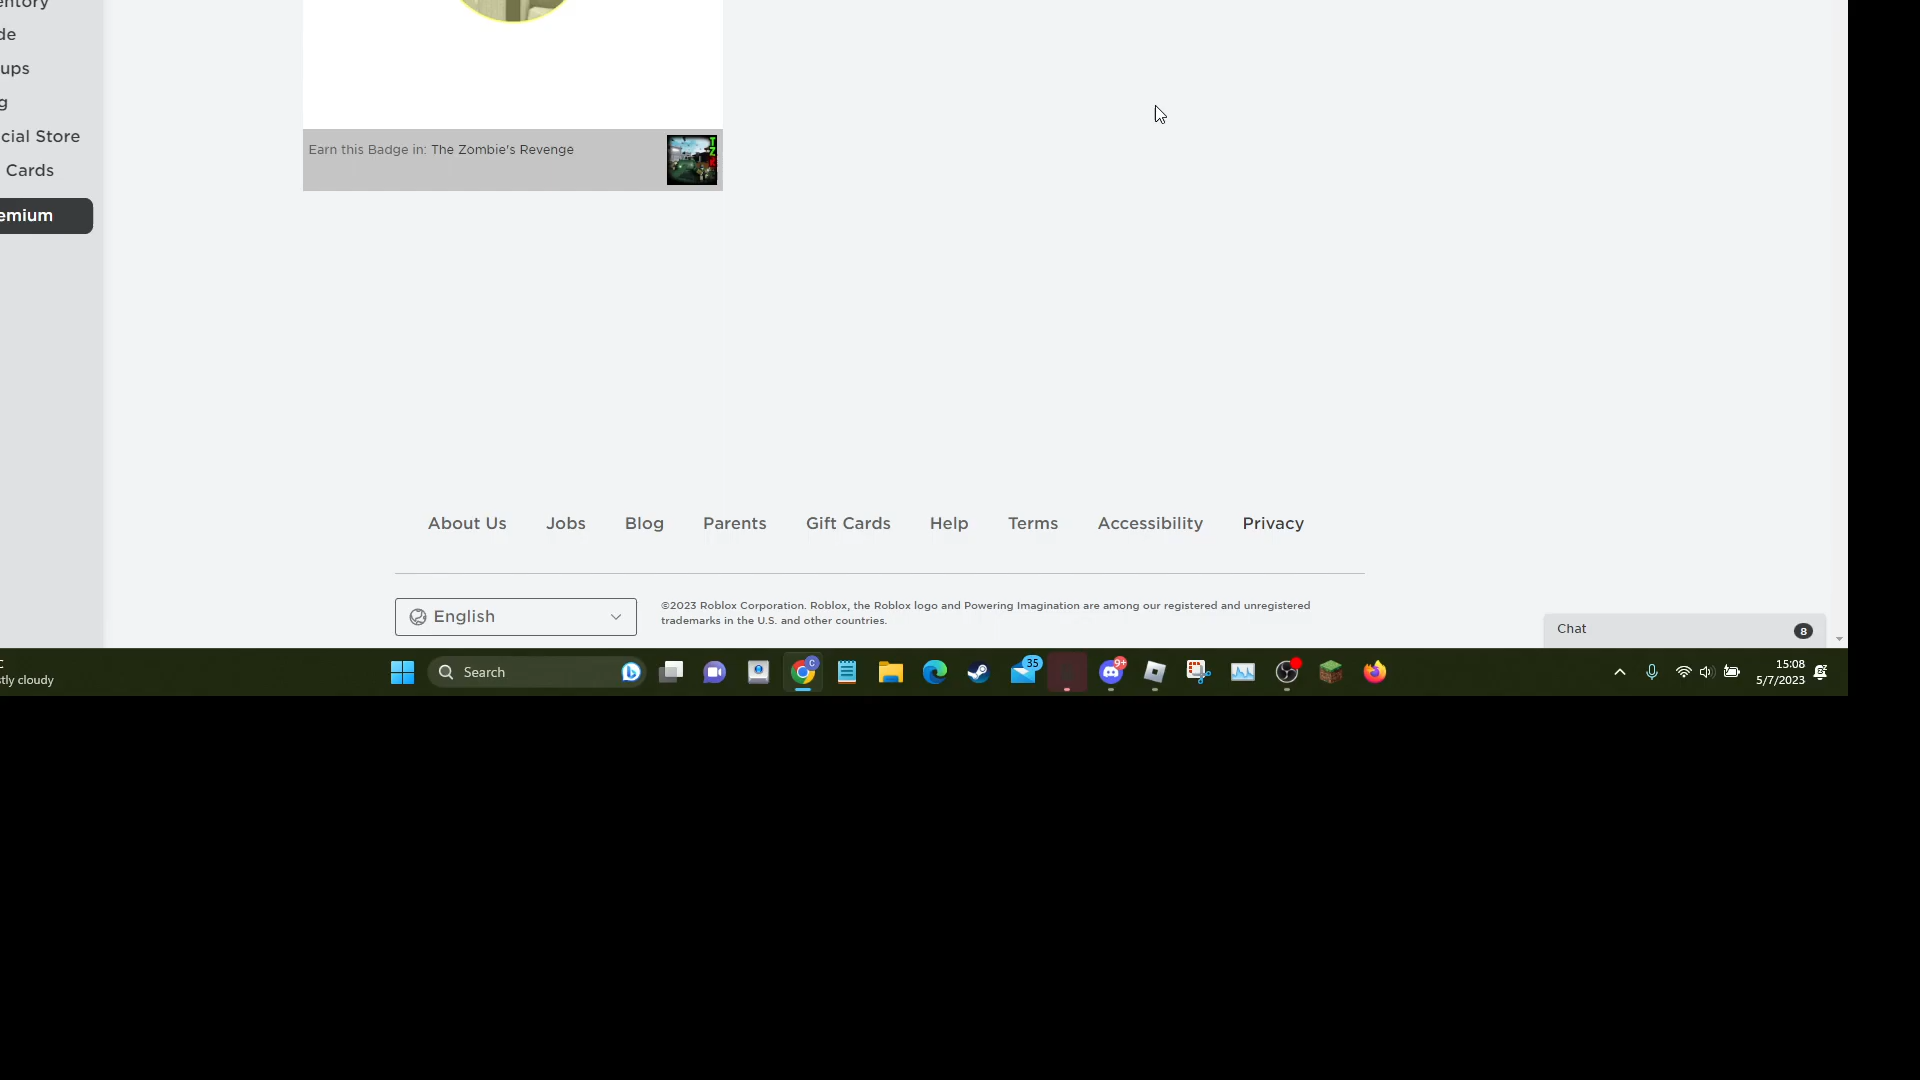 entory
de
ups
g
cial Store
Cards
emium
Earn this Badge in: The Zombie's Revenge
TZR
About Us Jobs Blog Parents Gift Cards Help Terms Accessibility Privacy
English
©2023 Roblox Corporation. Roblox, the Roblox logo and Powering Imagination are among our registered and unregistered
trademarks in the U.S. and other countries.
Chat 8
C
tly cloudy
Search
C
35
9+
15:08
5/7/2023